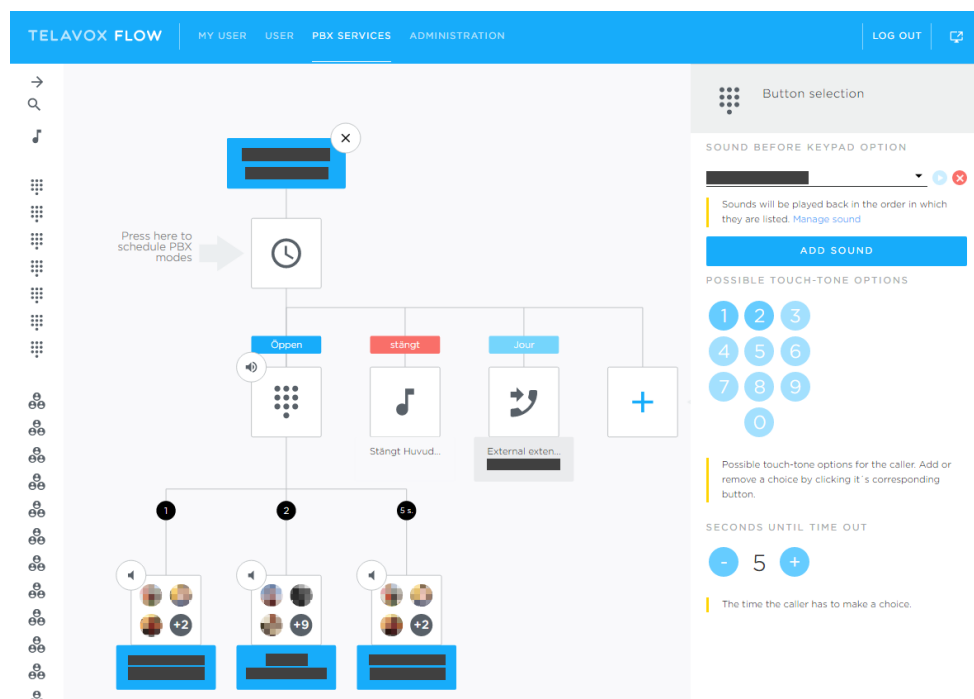 TELAVOX FLOW
MY USER
USER
PBX SERVICES
ADMINISTRATION
LOG OUT
Press here to
schedule PBX
modes
Öppen
stängt
Jour
Stängt Huvud...
External exten...
1
2
5 s.
+2
+9
+2
Button selection
SOUND BEFORE KEYPAD OPTION
Sounds will be played back in the order in which
they are listed. Manage sound
ADD SOUND
POSSIBLE TOUCH-TONE OPTIONS
1 2 3
4 5 6
7 8 9
0
Possible touch-tone options for the caller. Add or
remove a choice by clicking it´s corresponding
button.
SECONDS UNTIL TIME OUT
- 5 +
The time the caller has to make a choice.